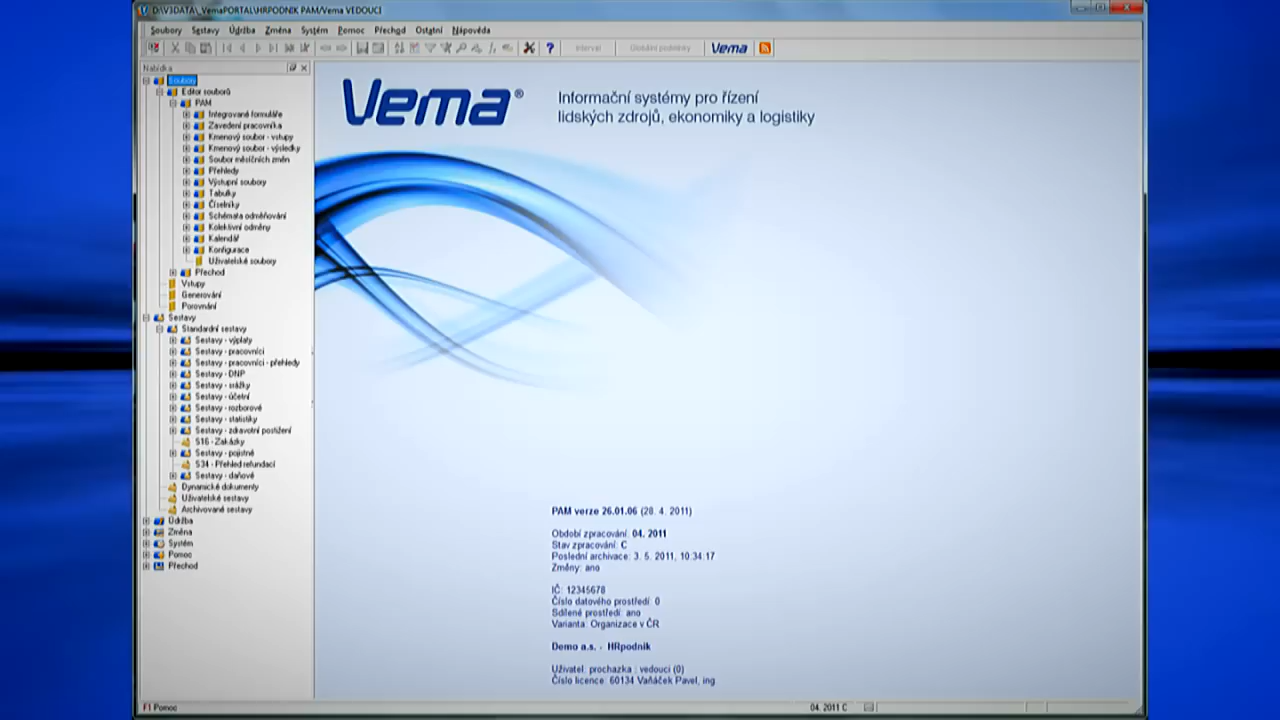 D:\V3DATA\_VemaPORTAL\HRPODNIK PAM/Vema VEDOUCI
Soubory Sestavy Údržba Změna Systém Pomoc Přechod Ostatní Nápověda
Interval Globální podmínky Vema
Nabídka
Soubory
Editor souborů
PAM
Integrované formuláře
Zavedení pracovníka
Kmenový soubor - vstupy
Kmenový soubor - výsledky
Soubor měsíčních změn
Přehledy
Výstupní soubory
Tabulky
Číselníky
Schémata odměňování
Kolektivní odměny
Kalendář
Konfigurace
Uživatelské soubory
Přechod
Vstupy
Generování
Porovnání
Sestavy
Standardní sestavy
Sestavy - výplaty
Sestavy - pracovníci
Sestavy - pracovníci - přehledy
Sestavy - DNP
Sestavy - srážky
Sestavy - účetní
Sestavy - rozborové
Sestavy - statistiky
Sestavy - zdravotní postižení
S16 - Zakázky
Sestavy - pojistné
S34 - Přehled refundací
Sestavy - daňové
Dynamické dokumenty
Uživatelské sestavy
Archivované sestavy
Údržba
Změna
Systém
Pomoc
Přechod
Vema®
Informační systémy pro řízení
lidských zdrojů, ekonomiky a logistiky
PAM verze 26.01.06 (28. 4. 2011)
Období zpracování: 04. 2011
Stav zpracování: C
Poslední archivace: 3. 5. 2011, 10:34:17
Změny: ano
IČ: 12345678
Číslo datového prostředí: 0
Sdílené prostředí: ano
Varianta: Organizace v ČR
Demo a.s. - HRpodnik
Uživatel: prochazka : vedouci (0)
Číslo licence: 60134 Vaňáček Pavel, ing
F1 Pomoc
04. 2011 C